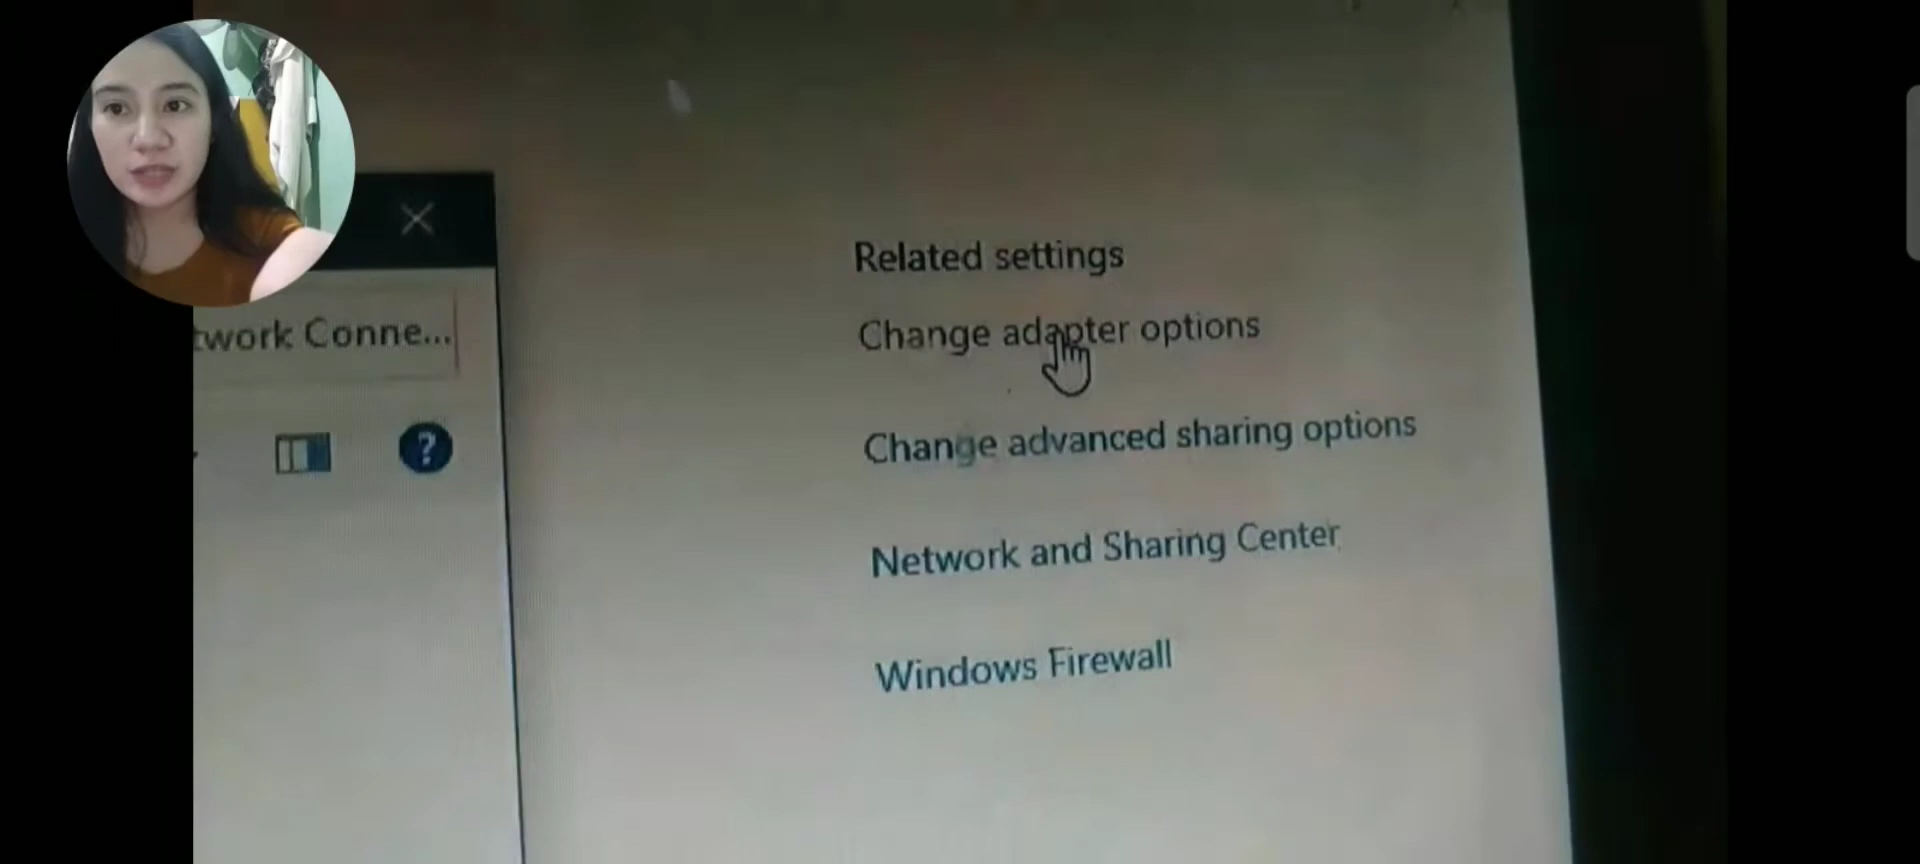 twork Conne...
?
Related settings
Change adapter options
Change advanced sharing options
Network and Sharing Center
Windows Firewall